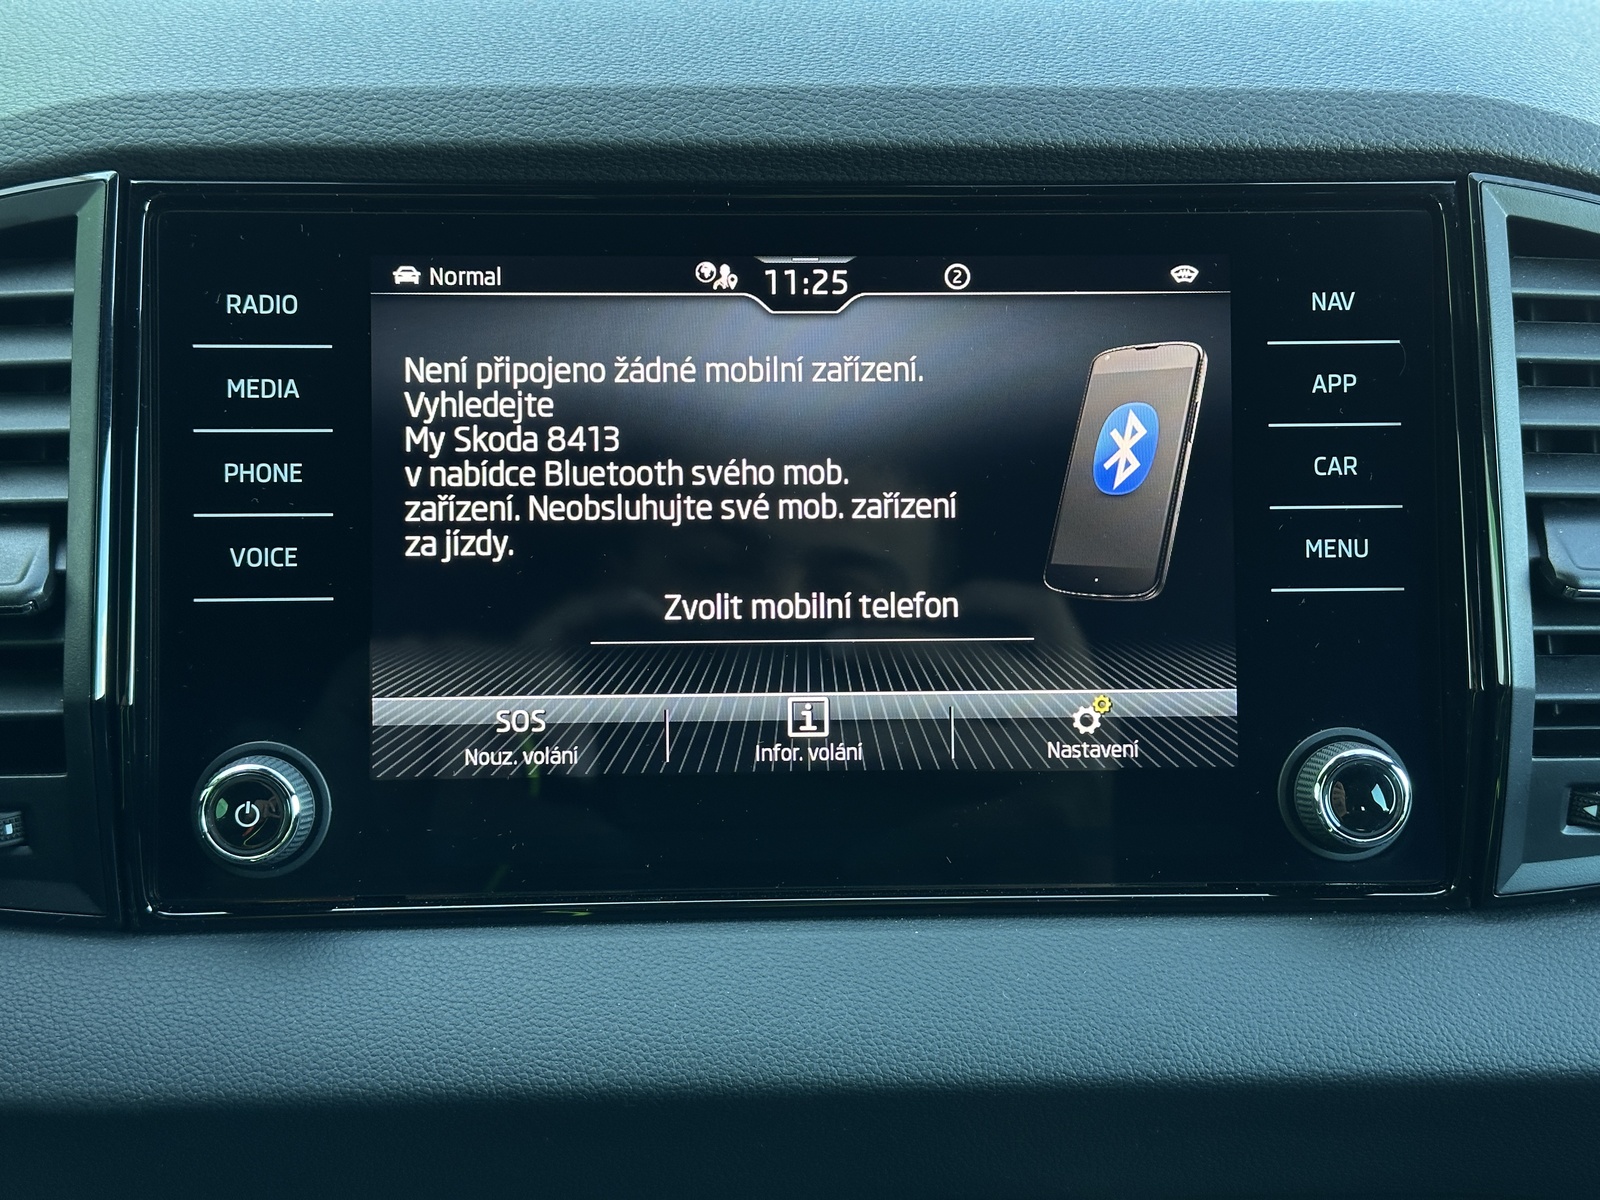 RADIO
MEDIA
PHONE
VOICE
Normal
11:25
2
Není připojeno žádné mobilní zařízení.
Vyhledejte
My Skoda 8413
v nabídce Bluetooth svého mob.
zařízení. Neobsluhujte své mob. zařízení
za jízdy.
Zvolit mobilní telefon
SOS
Nouz. volání
i
Infor. volání
Nastavení
NAV
APP
CAR
MENU